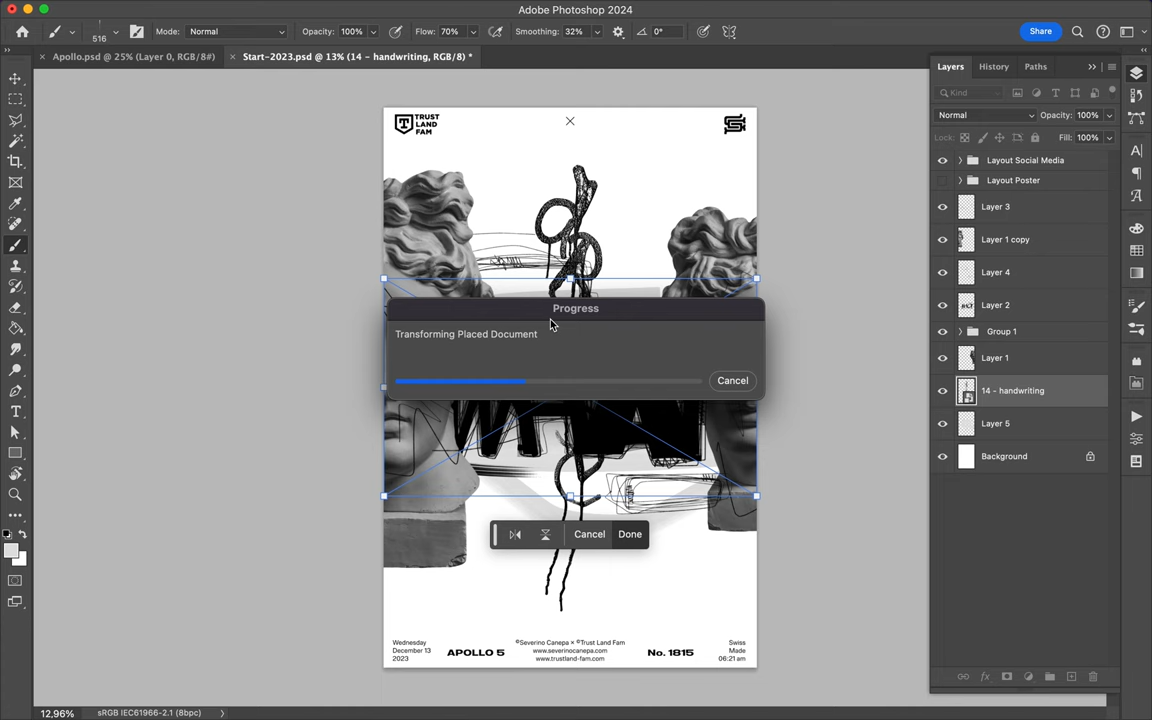 Adobe Photoshop 2024
516
Mode: Normal
Opacity: 100%
Flow: 70%
Smoothing: 32%
0°
Share
Apollo.psd @ 25% (Layer 0, RGB/8#)
Start-2023.psd @ 13% (14 - handwriting, RGB/8) *
Layers
History
Paths
Kind
Normal
Opacity: 100%
Lock:
Fill: 100%
Layout Social Media
Layout Poster
Layer 3
Layer 1 copy
Layer 4
Layer 2
Group 1
Layer 1
14 - handwriting
Layer 5
Background
TRUST
LAND
FAM
Progress
Transforming Placed Document
Cancel
Cancel
Done
Wednesday
December 13
2023
APOLLO 5
©Severino Canepa × ©Trust Land Fam
www.severinocanepa.com
www.trustland-fam.com
No. 1815
Swiss
Made
06:21 am
12,96%
sRGB IEC61966-2.1 (8bpc)